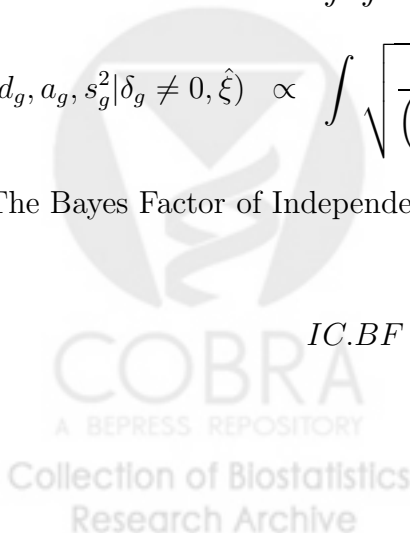 d_g, a_g, s_g^2|δ_g ≠ 0, ξ̂) ∝ ∫ √
The Bayes Factor of
IC.BF
COBRA
A BEPRESS REPOSITORY
Collection of Biostatistics
Research Archive